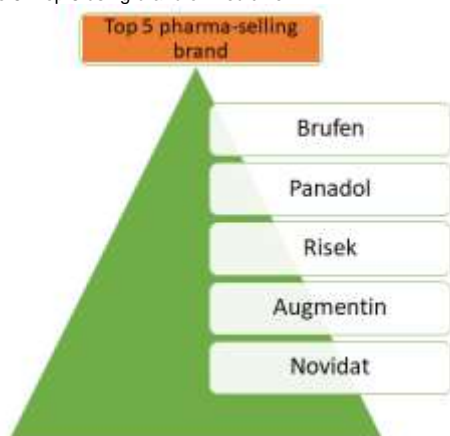 Top 5 pharma-selling
brand
Brufen
Panadol
Risek
Augmentin
Novidat